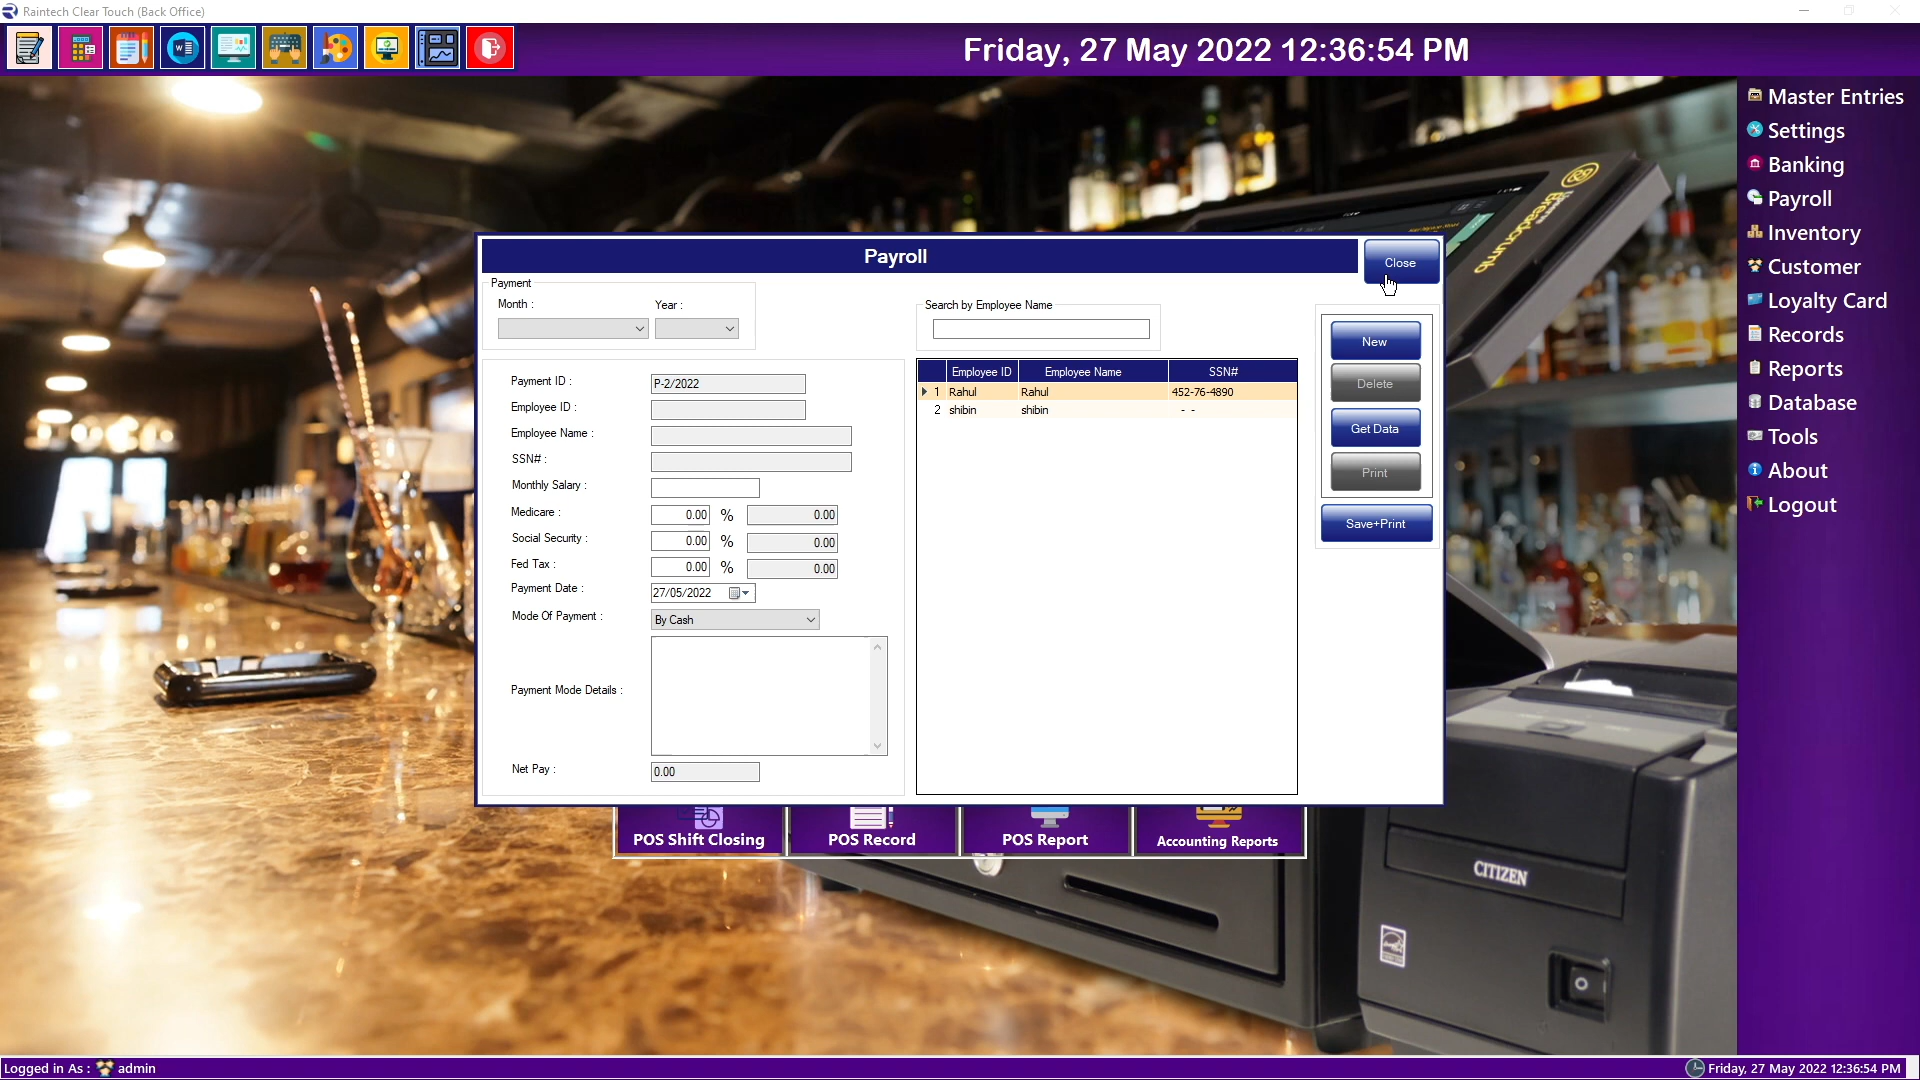 Raintech Clear Touch (Back Office)
Friday, 27 May 2022 12:36:54 PM
Master Entries
Settings
Banking
Payroll
Inventory
Customer
Loyalty Card
Records
Reports
Database
Tools
About
Logout
Payroll
Close
Payment
Month :
Year :
Search by Employee Name
Payment ID :
P-2/2022
Employee ID :
Employee Name :
SSN# :
Monthly Salary :
Medicare :
0.00 % 0.00
Social Security :
0.00 % 0.00
Fed Tax :
0.00 % 0.00
Payment Date :
27/05/2022
Mode Of Payment :
By Cash
Payment Mode Details :
Net Pay :
0.00
Employee ID Employee Name SSN#
1 Rahul Rahul 452-76-4890
2 shibin shibin - -
New
Delete
Get Data
Print
Save+Print
POS Shift Closing
POS Record
POS Report
Accounting Reports
CITIZEN
Logged in As : admin
Friday, 27 May 2022 12:36:54 PM